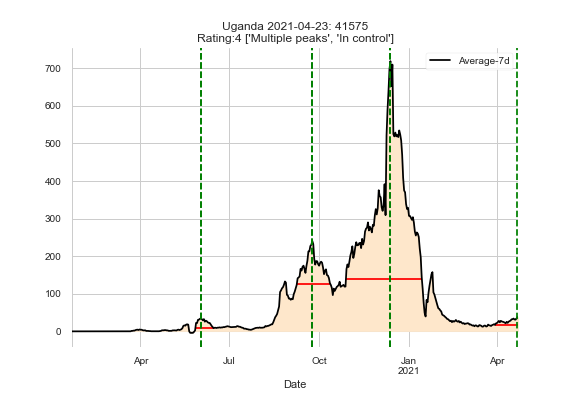 Uganda 2021-04-23: 41575
Rating:4 ['Multiple peaks', 'In control']
Average-7d
700
600
500
400
300
200
100
0
Apr
Jul
Oct
Jan
2021
Apr
Date